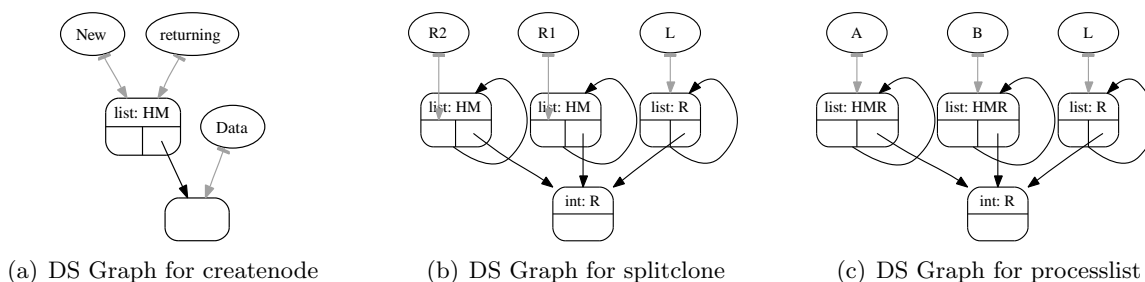 New returning
list: HM
Data
(a) DS Graph for createnode
R2 R1 L
list: HM list: HM list: R
int: R
(b) DS Graph for splitclone
A B L
list: HMR list: HMR list: R
int: R
(c) DS Graph for processlist